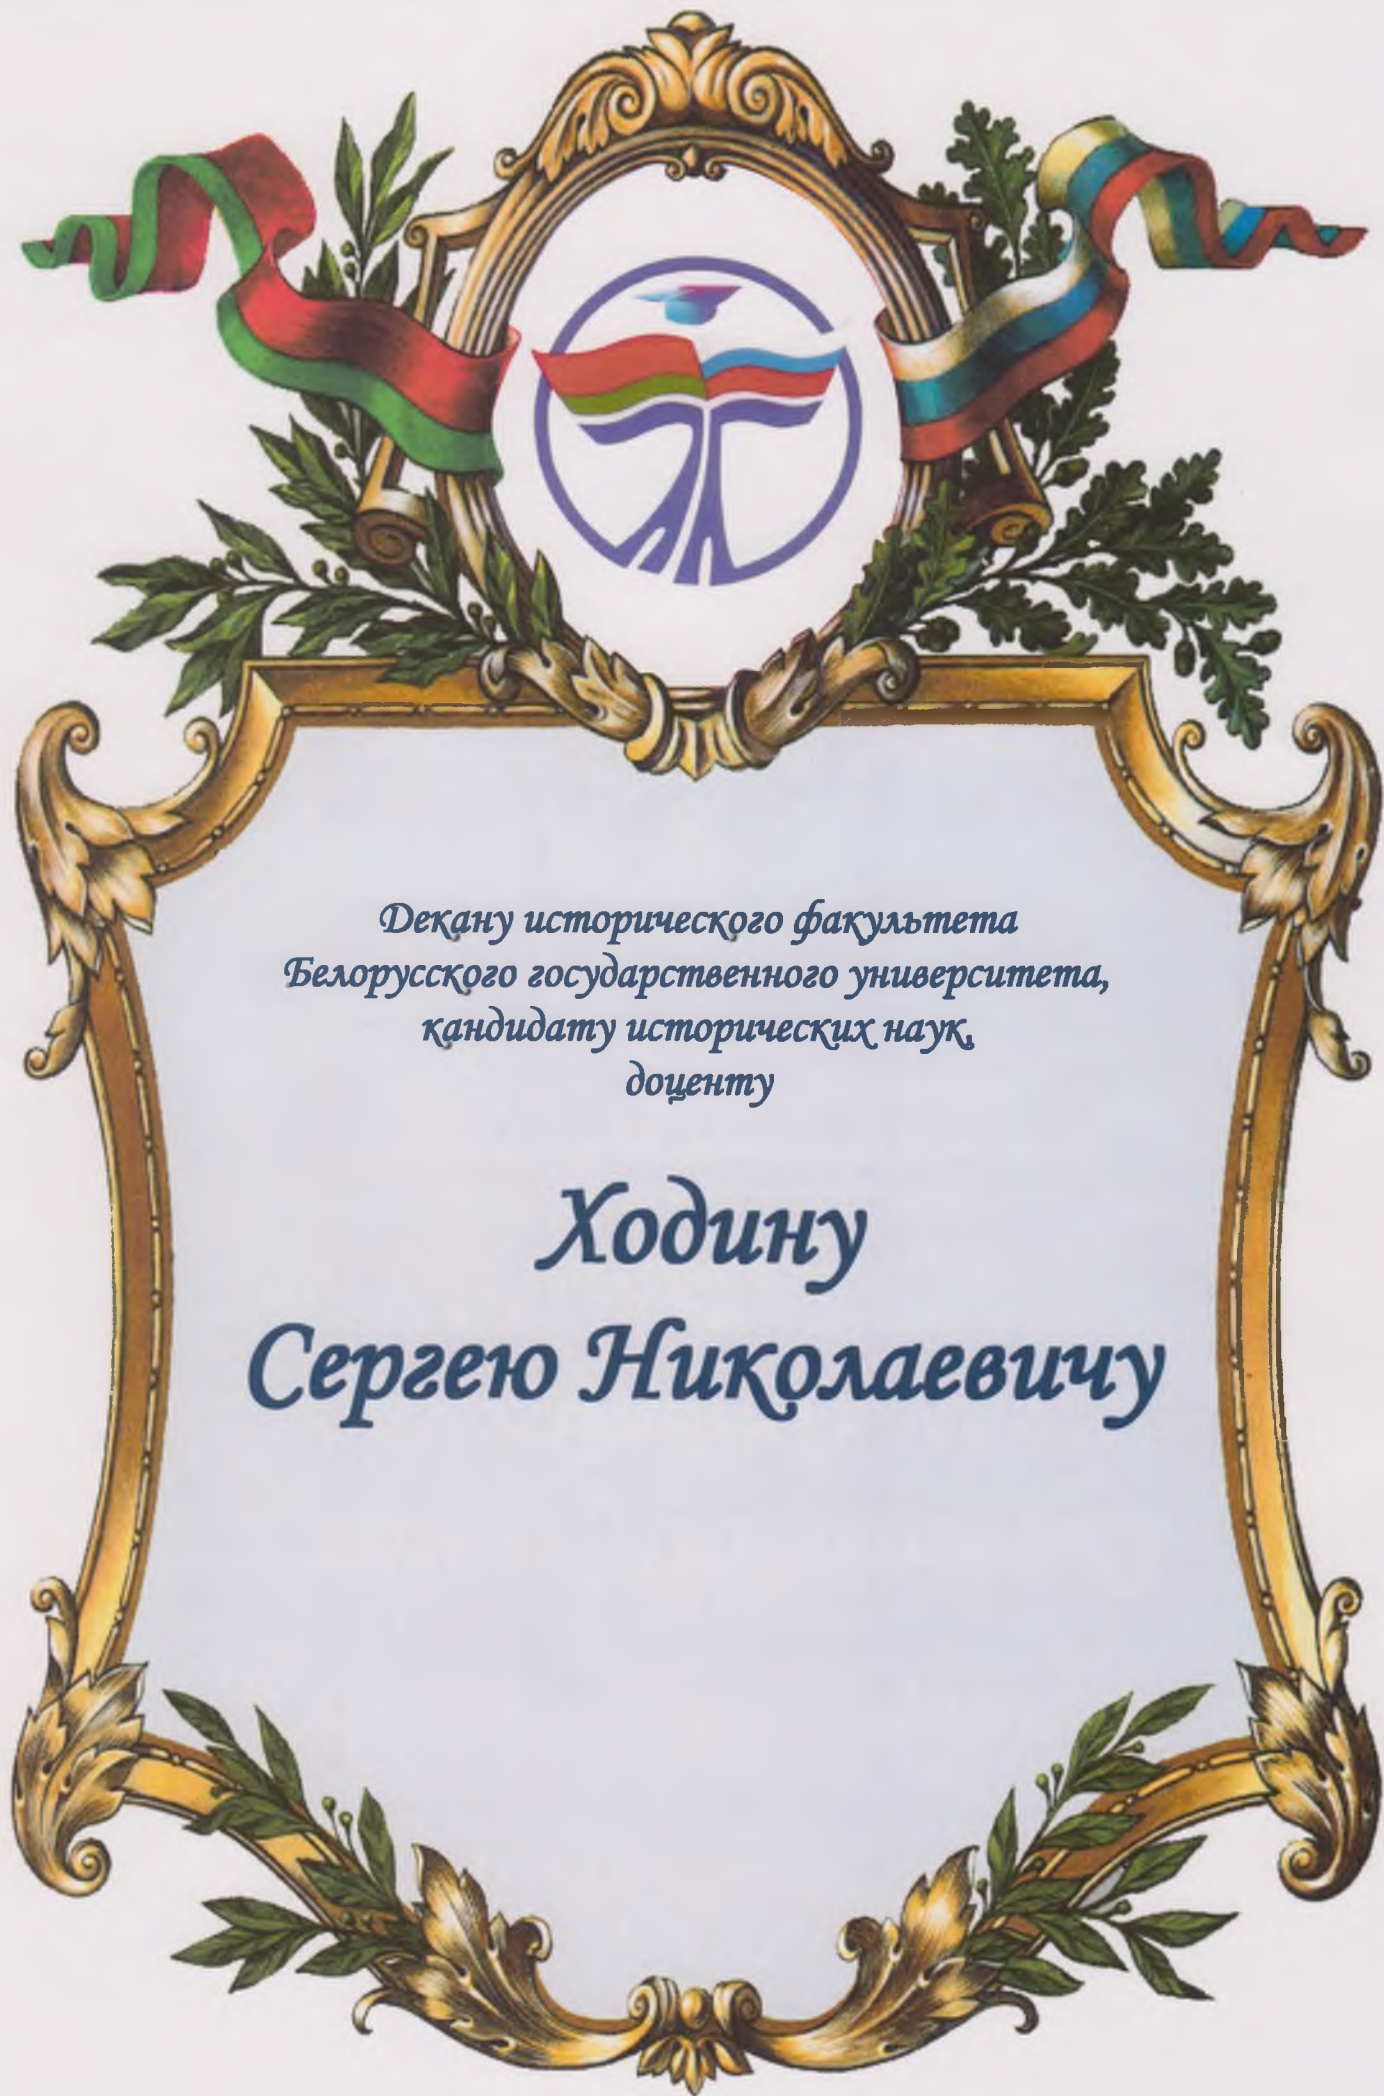 Декану исторического факультета
Белорусского государственного университета,
кандидату исторических наук,
доценту
Ходину
Сергею Николаевичу